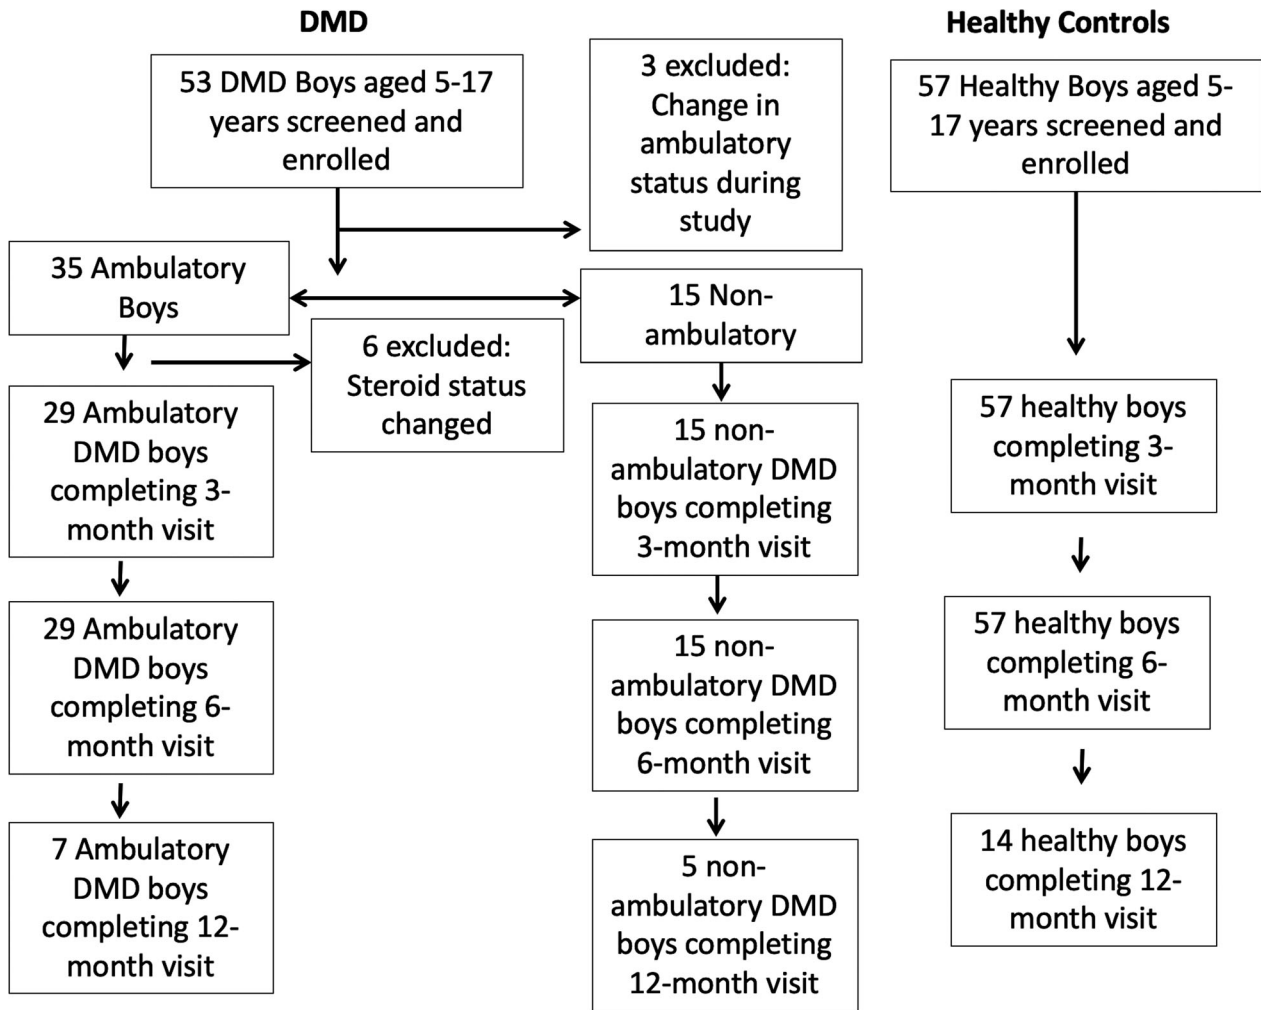 DMD
Healthy Controls
53 DMD Boys aged 5-17
years screened and
enrolled
3 excluded:
Change in
ambulatory
status during
study
57 Healthy Boys aged 5-
17 years screened and
enrolled
35 Ambulatory
Boys
15 Non-
ambulatory
6 excluded:
Steroid status
changed
29 Ambulatory
DMD boys
completing 3-
month visit
15 non-
ambulatory DMD
boys completing
3-month visit
57 healthy boys
completing 3-
month visit
29 Ambulatory
DMD boys
completing 6-
month visit
15 non-
ambulatory DMD
boys completing
6-month visit
57 healthy boys
completing 6-
month visit
7 Ambulatory
DMD boys
completing 12-
month visit
5 non-
ambulatory DMD
boys completing
12-month visit
14 healthy boys
completing 12-
month visit